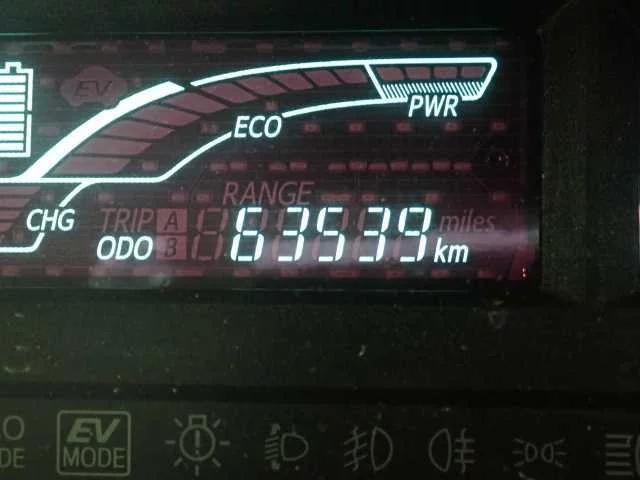 EV
PWR
ECO
RANGE
CHG
TRIP A miles
ODO B 63539 km
EV
MODE